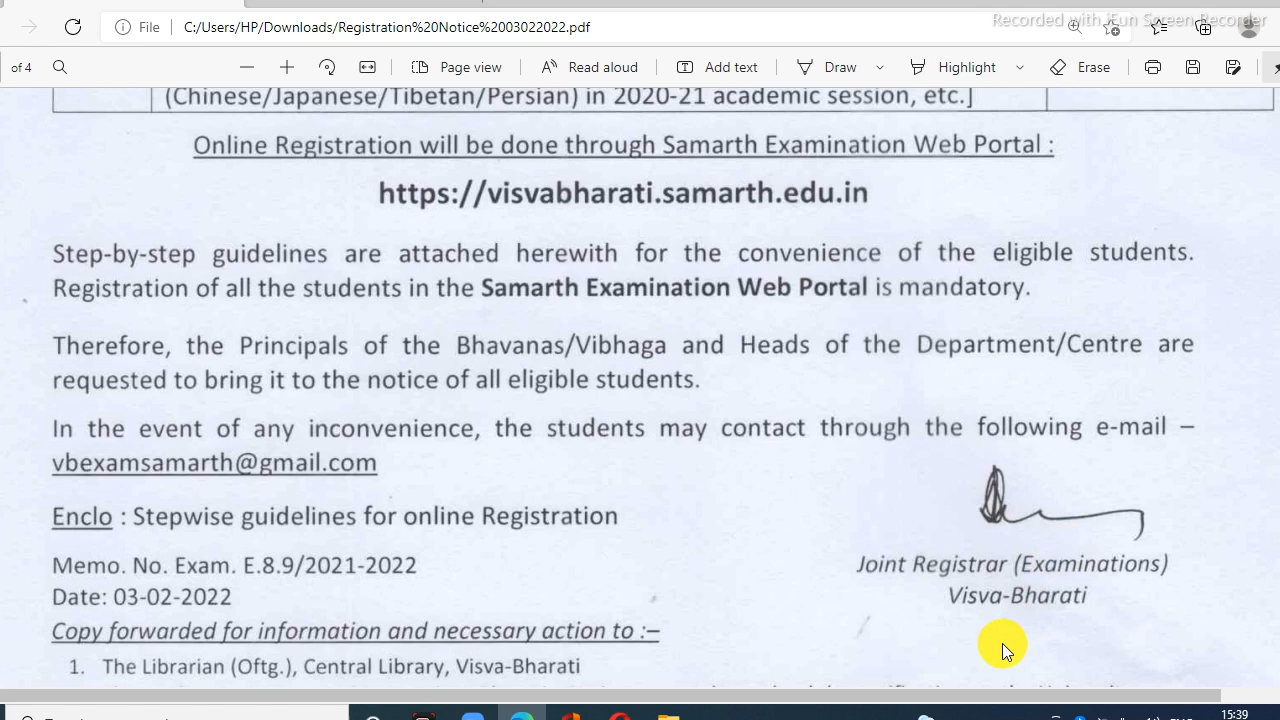 Recorded with iFun Screen Recorder
File C:/Users/HP/Downloads/Registration%20Notice%2003022022.pdf
of 4 Page view Read aloud Add text Draw Highlight Erase
(Chinese/Japanese/Tibetan/Persian) in 2020-21 academic session, etc.]
Online Registration will be done through Samarth Examination Web Portal :
https://visvabharati.samarth.edu.in
Step-by-step guidelines are attached herewith for the convenience of the eligible students.
Registration of all the students in the Samarth Examination Web Portal is mandatory.
Therefore, the Principals of the Bhavanas/Vibhaga and Heads of the Department/Centre are
requested to bring it to the notice of all eligible students.
In the event of any inconvenience, the students may contact through the following e-mail –
vbexamsamarth@gmail.com
Enclo : Stepwise guidelines for online Registration
Memo. No. Exam. E.8.9/2021-2022
Joint Registrar (Examinations)
Date: 03-02-2022
Visva-Bharati
Copy forwarded for information and necessary action to :–
1. The Librarian (Oftg.), Central Library, Visva-Bharati
15:39